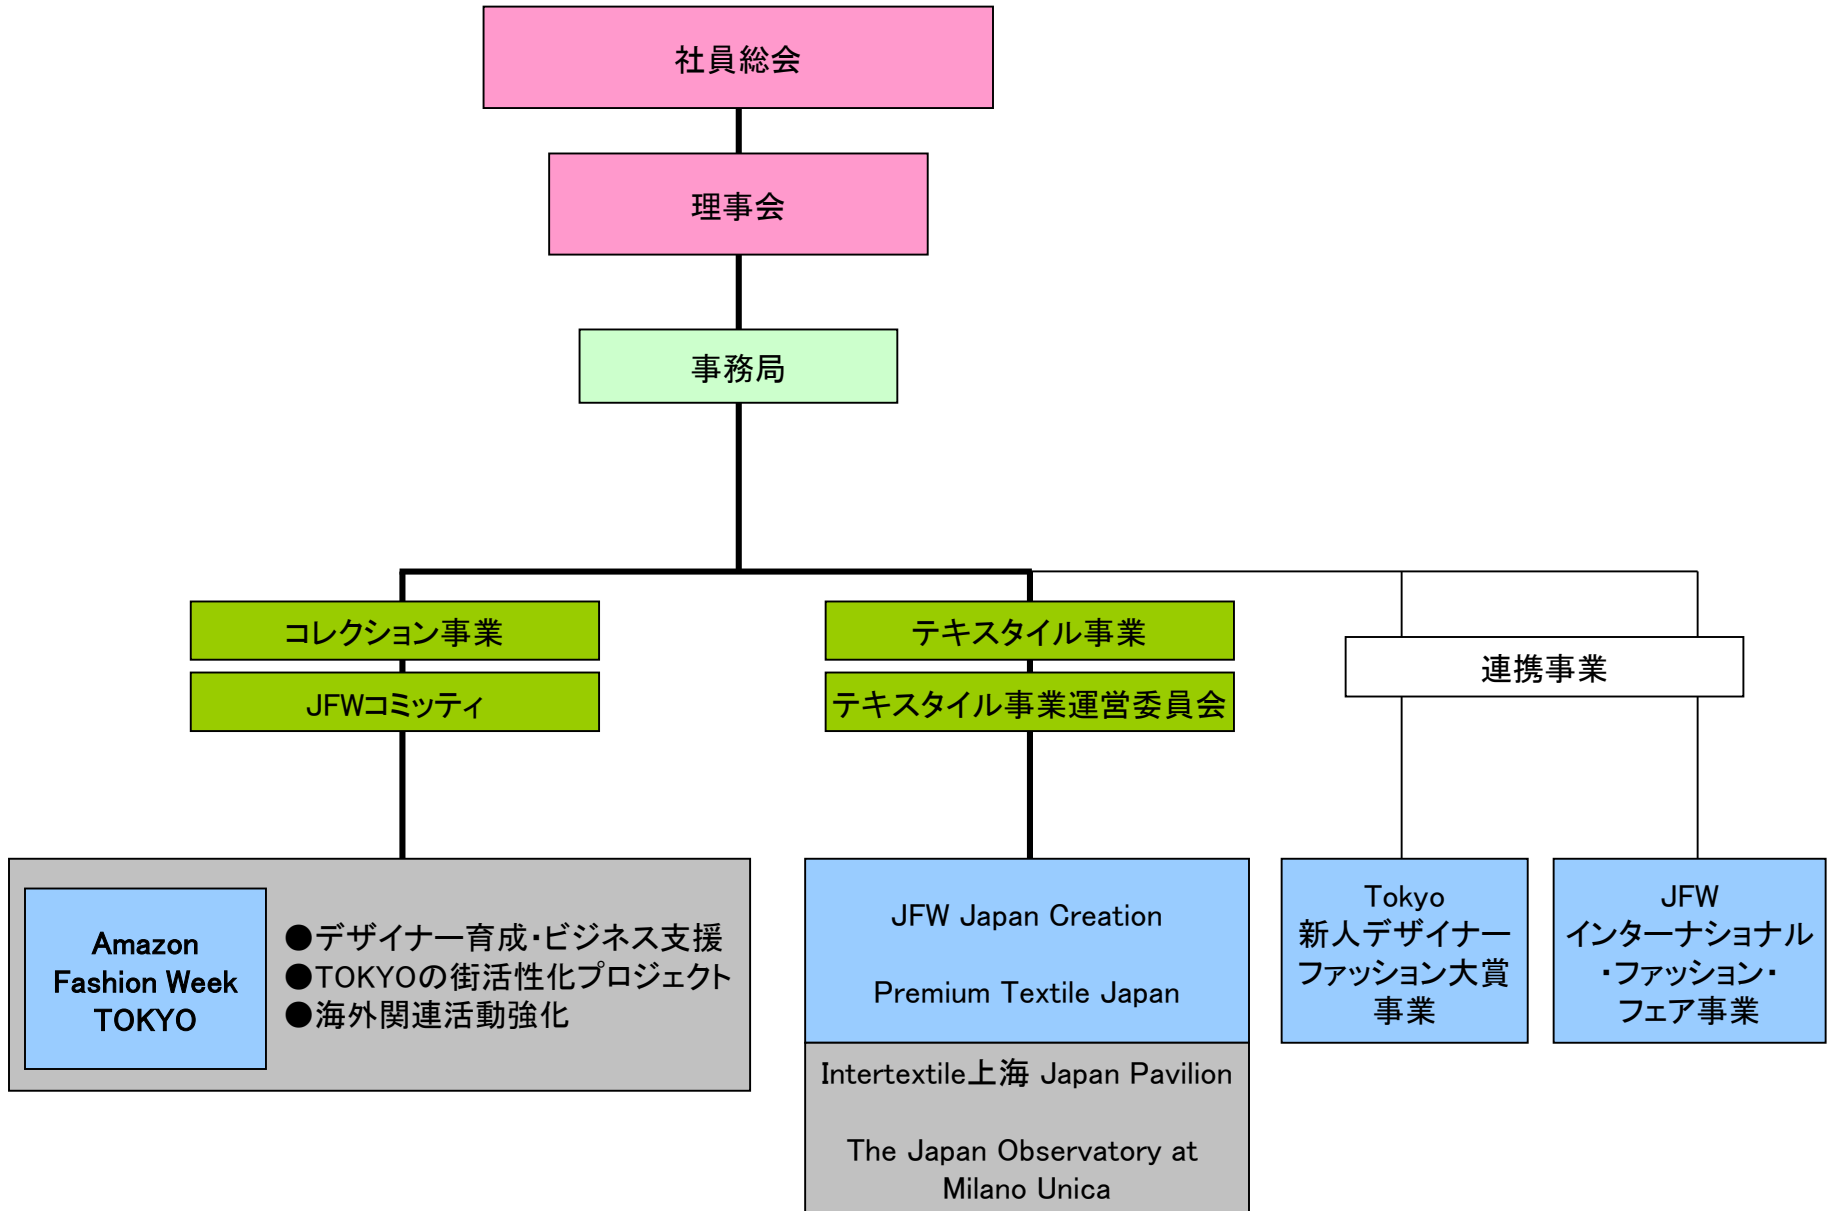 社員総会
理事会
事務局
コレクション事業
JFWコミッティ
テキスタイル事業
テキスタイル事業運営委員会
連携事業
Amazon
Fashion Week
TOKYO
●デザイナー育成・ビジネス支援
●TOKYOの街活性化プロジェクト
●海外関連活動強化
JFW Japan Creation
Premium Textile Japan
Intertextile上海 Japan Pavilion
The Japan Observatory at
Milano Unica
Tokyo
新人デザイナー
ファッション大賞
事業
JFW
インターナショナル
・ファッション・
フェア事業